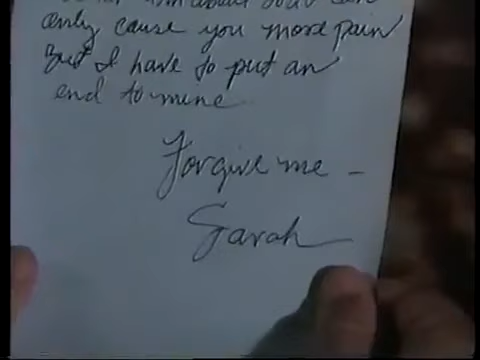 only cause you more pain
But I have to put an
end to mine
Forgive me -
Sarah